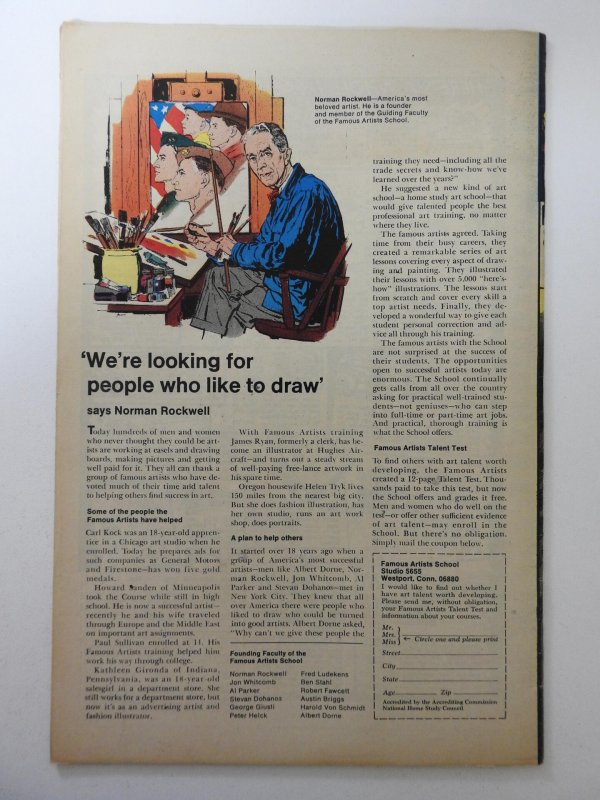 Norman Rockwell—America's most
beloved artist. He is a founder
and member of the Guiding Faculty
of the Famous Artists School.
'We're looking for
people who like to draw'
says Norman Rockwell
Today hundreds of men and women
who never thought they could be art-
ists are working at easels and drawing
boards, making pictures and getting
well paid for it. They all can thank a
group of famous artists who have de-
voted much of their time and talent
to helping others find success in art.
Some of the people the
Famous Artists have helped
Carl Kock was an 18-year-old appren-
tice in a Chicago art studio when he
enrolled. Today he prepares ads for
such companies as General Motors
and Firestone—has won five gold
medals.
Howard Sanden of Minneapolis
took the Course while still in high
school. He is now a successful artist—
recently he and his wife traveled
through Europe and the Middle East
on important art assignments.
Paul Sullivan enrolled at 14. His
Famous Artists training helped him
work his way through college.
Kathleen Gironda of Indiana,
Pennsylvania, was an 18-year-old
salesgirl in a department store. She
still works for a department store, but
now it's as an advertising artist and
fashion illustrator.
With Famous Artists training
James Ryan, formerly a clerk, has be-
come an illustrator at Hughes Air-
craft—and turns out a steady stream
of well-paying free-lance artwork in
his spare time.
Oregon housewife Helen Tryk lives
150 miles from the nearest big city.
But she does fashion illustration, has
her own studio, runs an art work
shop, does portraits.
A plan to help others
It started over 18 years ago when a
group of America's most successful
artists—men like Albert Dorne, Nor-
man Rockwell, Jon Whitcomb, Al
Parker and Stevan Dohanos—met in
New York City. They knew that all
over America there were people who
liked to draw who could be turned
into good artists. Albert Dorne asked,
"Why can't we give these people the
Founding Faculty of the
Famous Artists School
Norman Rockwell
Jon Whitcomb
Al Parker
Stevan Dohanos
George Giusti
Peter Helck
Fred Ludekens
Ben Stahl
Robert Fawcett
Austin Briggs
Harold Von Schmidt
Albert Dorne
training they need—including all the
trade secrets and know-how we've
learned over the years?"
He suggested a new kind of art
school—a home study art school—that
would give talented people the best
professional art training, no matter
where they live.
The famous artists agreed. Taking
time from their busy careers, they
created a remarkable series of art
lessons covering every aspect of draw-
ing and painting. They illustrated
their lessons with over 5,000 "here's-
how" illustrations. The lessons start
from scratch and cover every skill a
top artist needs. Finally, they de-
veloped a wonderful way to give each
student personal correction and ad-
vice all through his training.
The famous artists with the School
are not surprised at the success of
their students. The opportunities
open to successful artists today are
enormous. The School continually
gets calls from all over the country
asking for practical well-trained stu-
dents—not geniuses—who can step
into full-time or part-time art jobs.
And practical, thorough training is
what the School offers.
Famous Artists Talent Test
To find others with art talent worth
developing, the Famous Artists
created a 12-page Talent Test. Thou-
sands paid to take this test, but now
the School offers and grades it free.
Men and women who do well on the
test—or offer other sufficient evidence
of art talent—may enroll in the
School. But there's no obligation.
Simply mail the coupon below.
Famous Artists School
Studio 5655
Westport, Conn. 06880
I would like to find out whether I
have art talent worth developing.
Please send me, without obligation,
your Famous Artists Talent Test and
information about your courses.
Mr.
Mrs.
Miss
← Circle one and please print
Street
City
State
Age Zip
Accredited by the Accrediting Commission
National Home Study Council